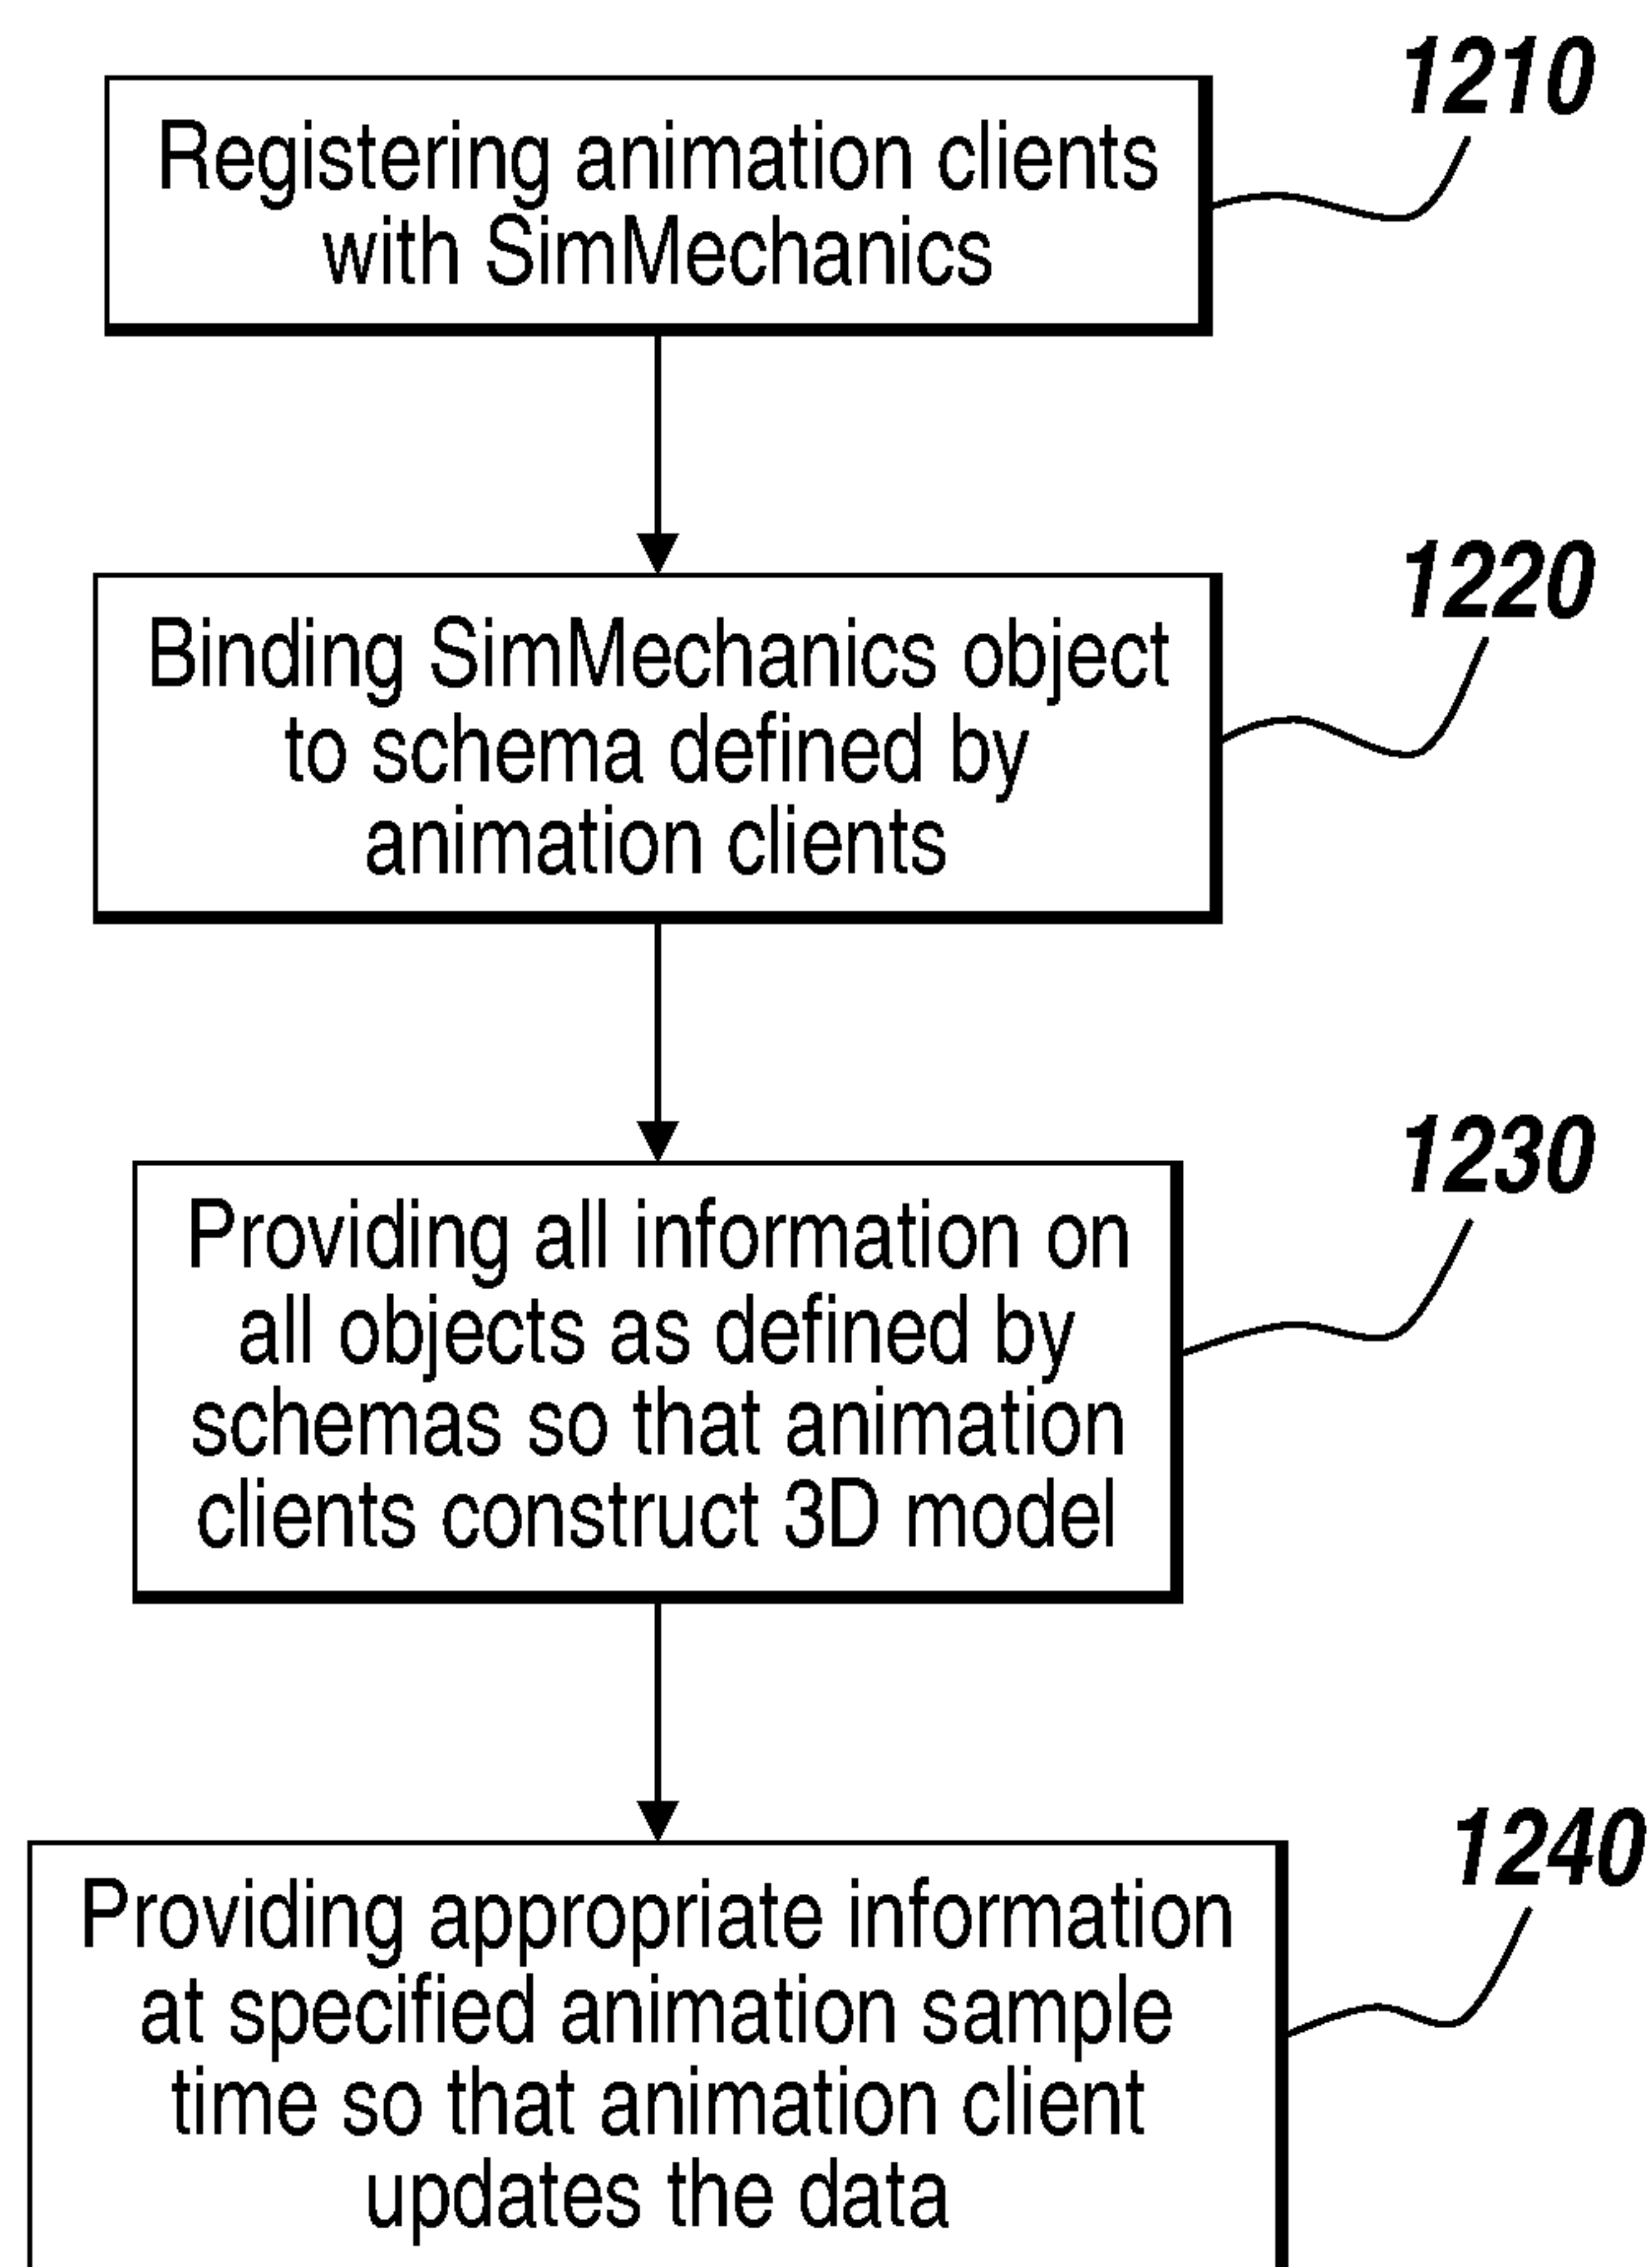 1210
Registering animation clients
with SimMechanics
1220
Binding SimMechanics object
to schema defined by
animation clients
1230
Providing all information on
all objects as defined by
schemas so that animation
clients construct 3D model
1240
Providing appropriate information
at specified animation sample
time so that animation client
updates the data